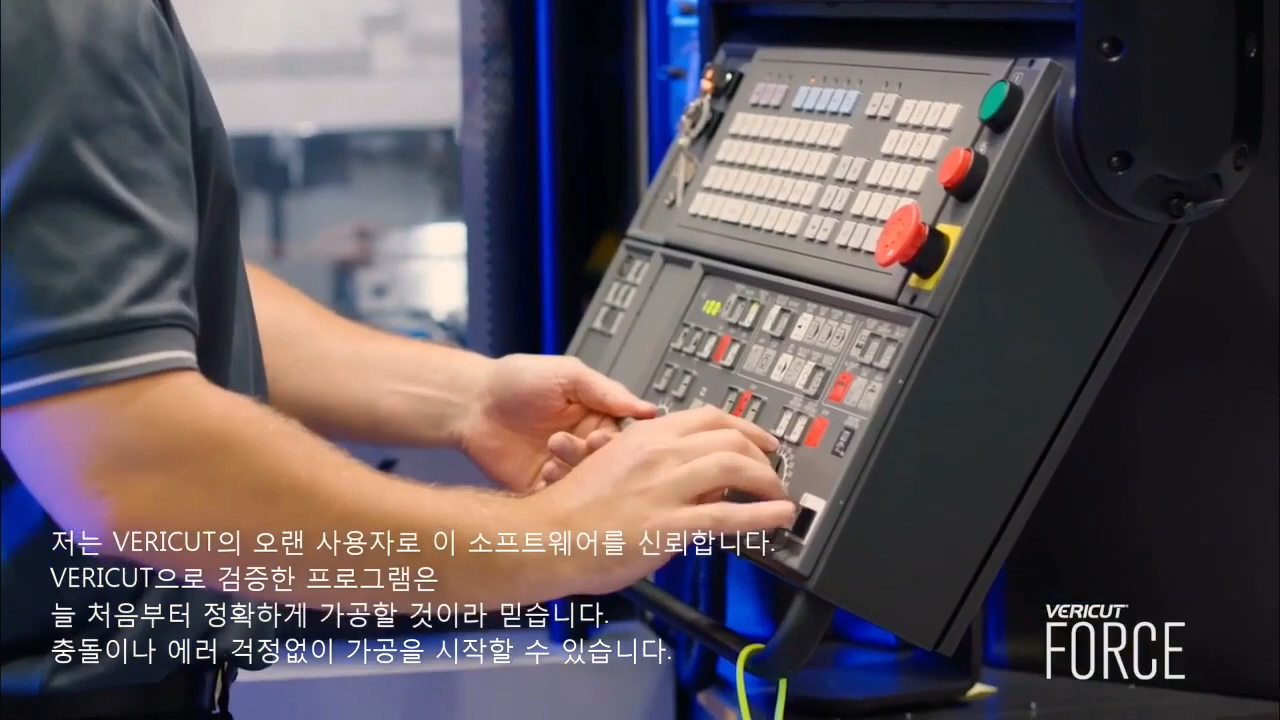 저는 VERICUT의 오랜 사용자로 이 소프트웨어를 신뢰합니다.
VERICUT으로 검증한 프로그램은
늘 처음부터 정확하게 가공할 것이라 믿습니다.
충돌이나 에러 걱정없이 가공을 시작할 수 있습니다.
VERICUT
FORCE